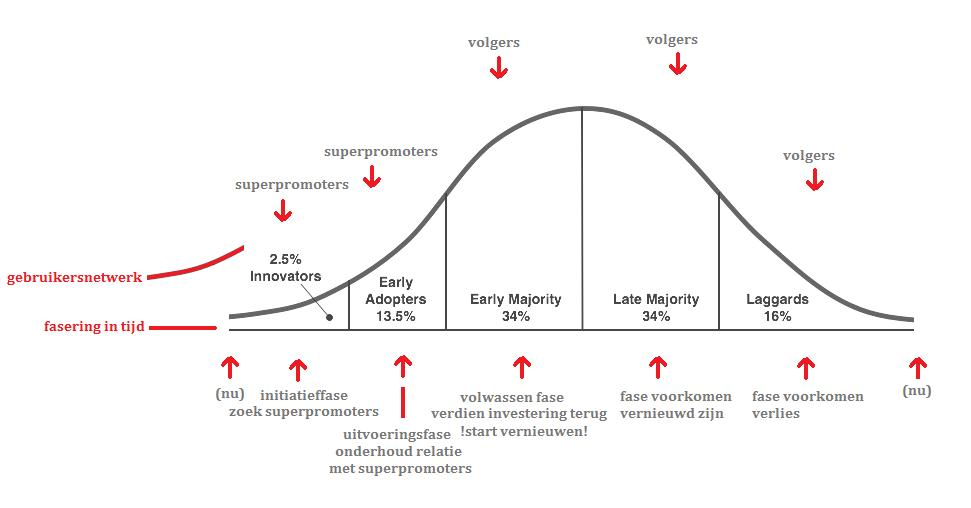 volgers
volgers
superpromoters
volgers
superpromoters
2.5%
Innovators
gebruikersnetwerk
Early
Adopters
13.5%
Early Majority
34%
Late Majority
34%
Laggards
16%
fasering in tijd
(nu)
initiatieffase
zoek superpromoters
uitvoeringsfase
onderhoud relatie
met superpromoters
volwassen fase
verdien investering terug
!start vernieuwen!
fase voorkomen
vernieuwd zijn
fase voorkomen
verlies
(nu)